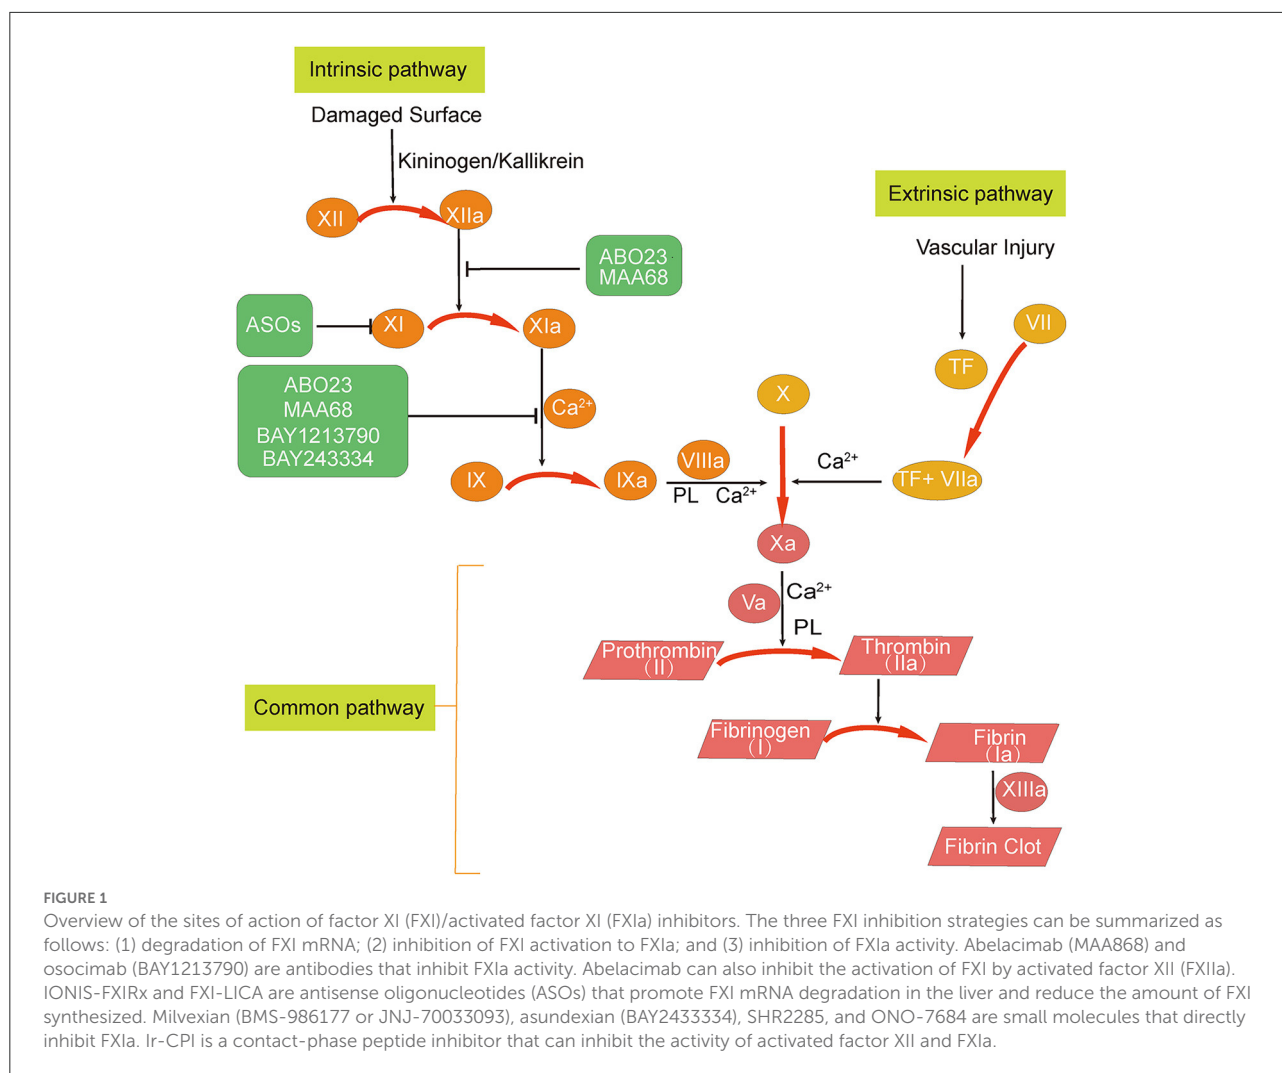 Intrinsic pathway
Damaged Surface
Kininogen/Kallikrein
XII
XIIa
ABO23
MAA68
ASOs
XI
XIa
ABO23
MAA68
BAY1213790
BAY243334
Ca²⁺
IX
IXa
VIIIa
PL Ca²⁺
Extrinsic pathway
Vascular Injury
VII
TF
X
Ca²⁺
TF+ VIIa
Xa
Va
Ca²⁺
PL
Common pathway
Prothrombin
(II)
Thrombin
(IIa)
Fibrinogen
(I)
Fibrin
(Ia)
XIIIa
Fibrin Clot
FIGURE 1
Overview of the sites of action of factor XI (FXI)/activated factor XI (FXIa) inhibitors. The three FXI inhibition strategies can be summarized as
follows: (1) degradation of FXI mRNA; (2) inhibition of FXI activation to FXIa; and (3) inhibition of FXIa activity. Abelacimab (MAA868) and
osocimab (BAY1213790) are antibodies that inhibit FXIa activity. Abelacimab can also inhibit the activation of FXI by activated factor XII (FXIIa).
IONIS-FXIRx and FXI-LICA are antisense oligonucleotides (ASOs) that promote FXI mRNA degradation in the liver and reduce the amount of FXI
synthesized. Milvexian (BMS-986177 or JNJ-70033093), asundexian (BAY2433334), SHR2285, and ONO-7684 are small molecules that directly
inhibit FXIa. Ir-CPI is a contact-phase peptide inhibitor that can inhibit the activity of activated factor XII and FXIa.